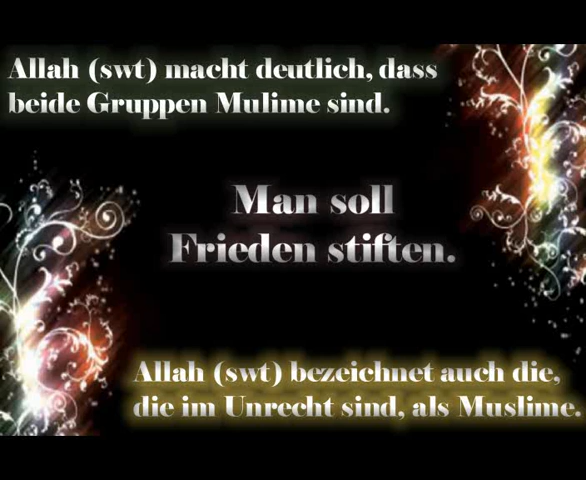 Allah (swt) macht deutlich, dass
beide Gruppen Mulime sind.
Man soll
Frieden stiften.
Allah (swt) bezeichnet auch die,
die im Unrecht sind, als Muslime.